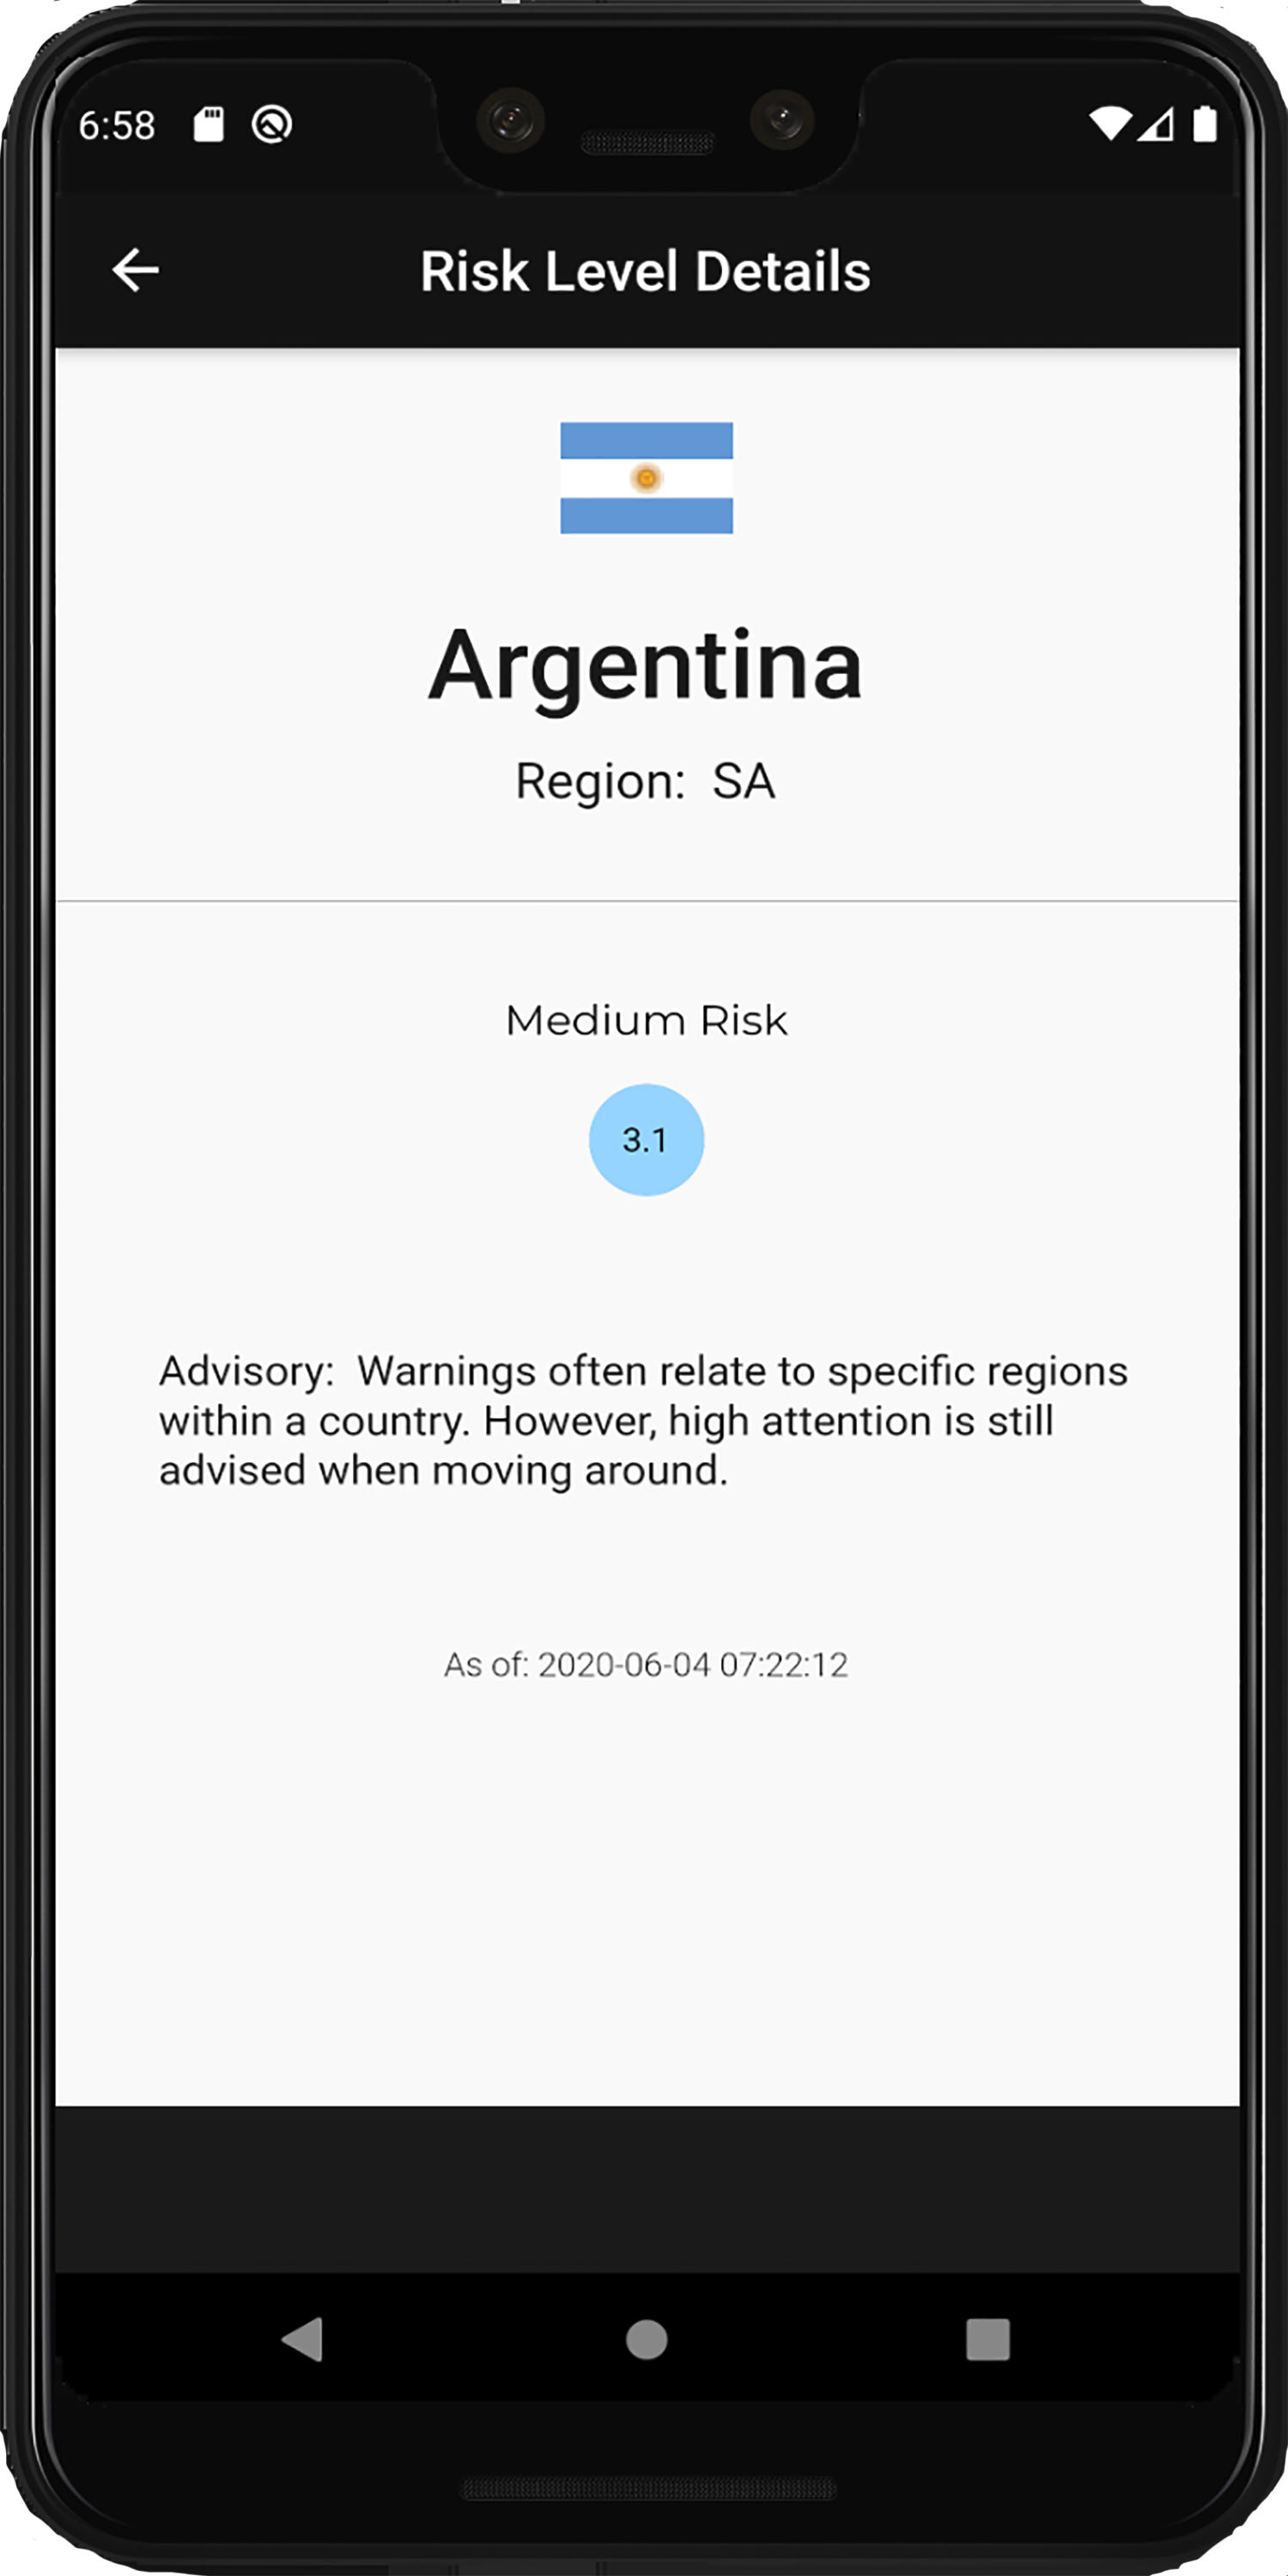 6:58
Risk Level Details
Argentina
Region: SA
Medium Risk
3.1
Advisory: Warnings often relate to specific regions
within a country. However, high attention is still
advised when moving around.
As of: 2020-06-04 07:22:12